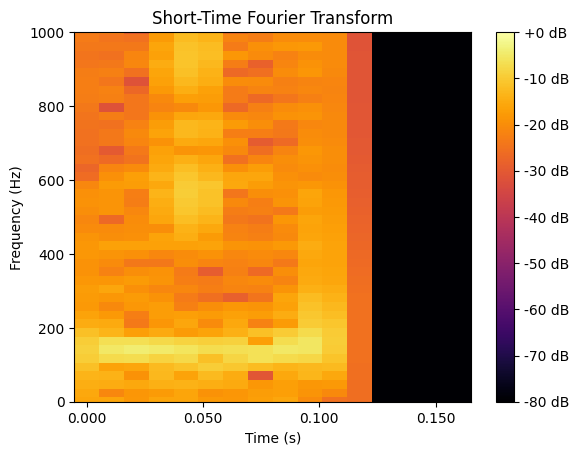 Short-Time Fourier Transform
1000
800
600
400
200
0
Frequency (Hz)
0.000
0.050
0.100
0.150
Time (s)
+0 dB
-10 dB
-20 dB
-30 dB
-40 dB
-50 dB
-60 dB
-70 dB
-80 dB